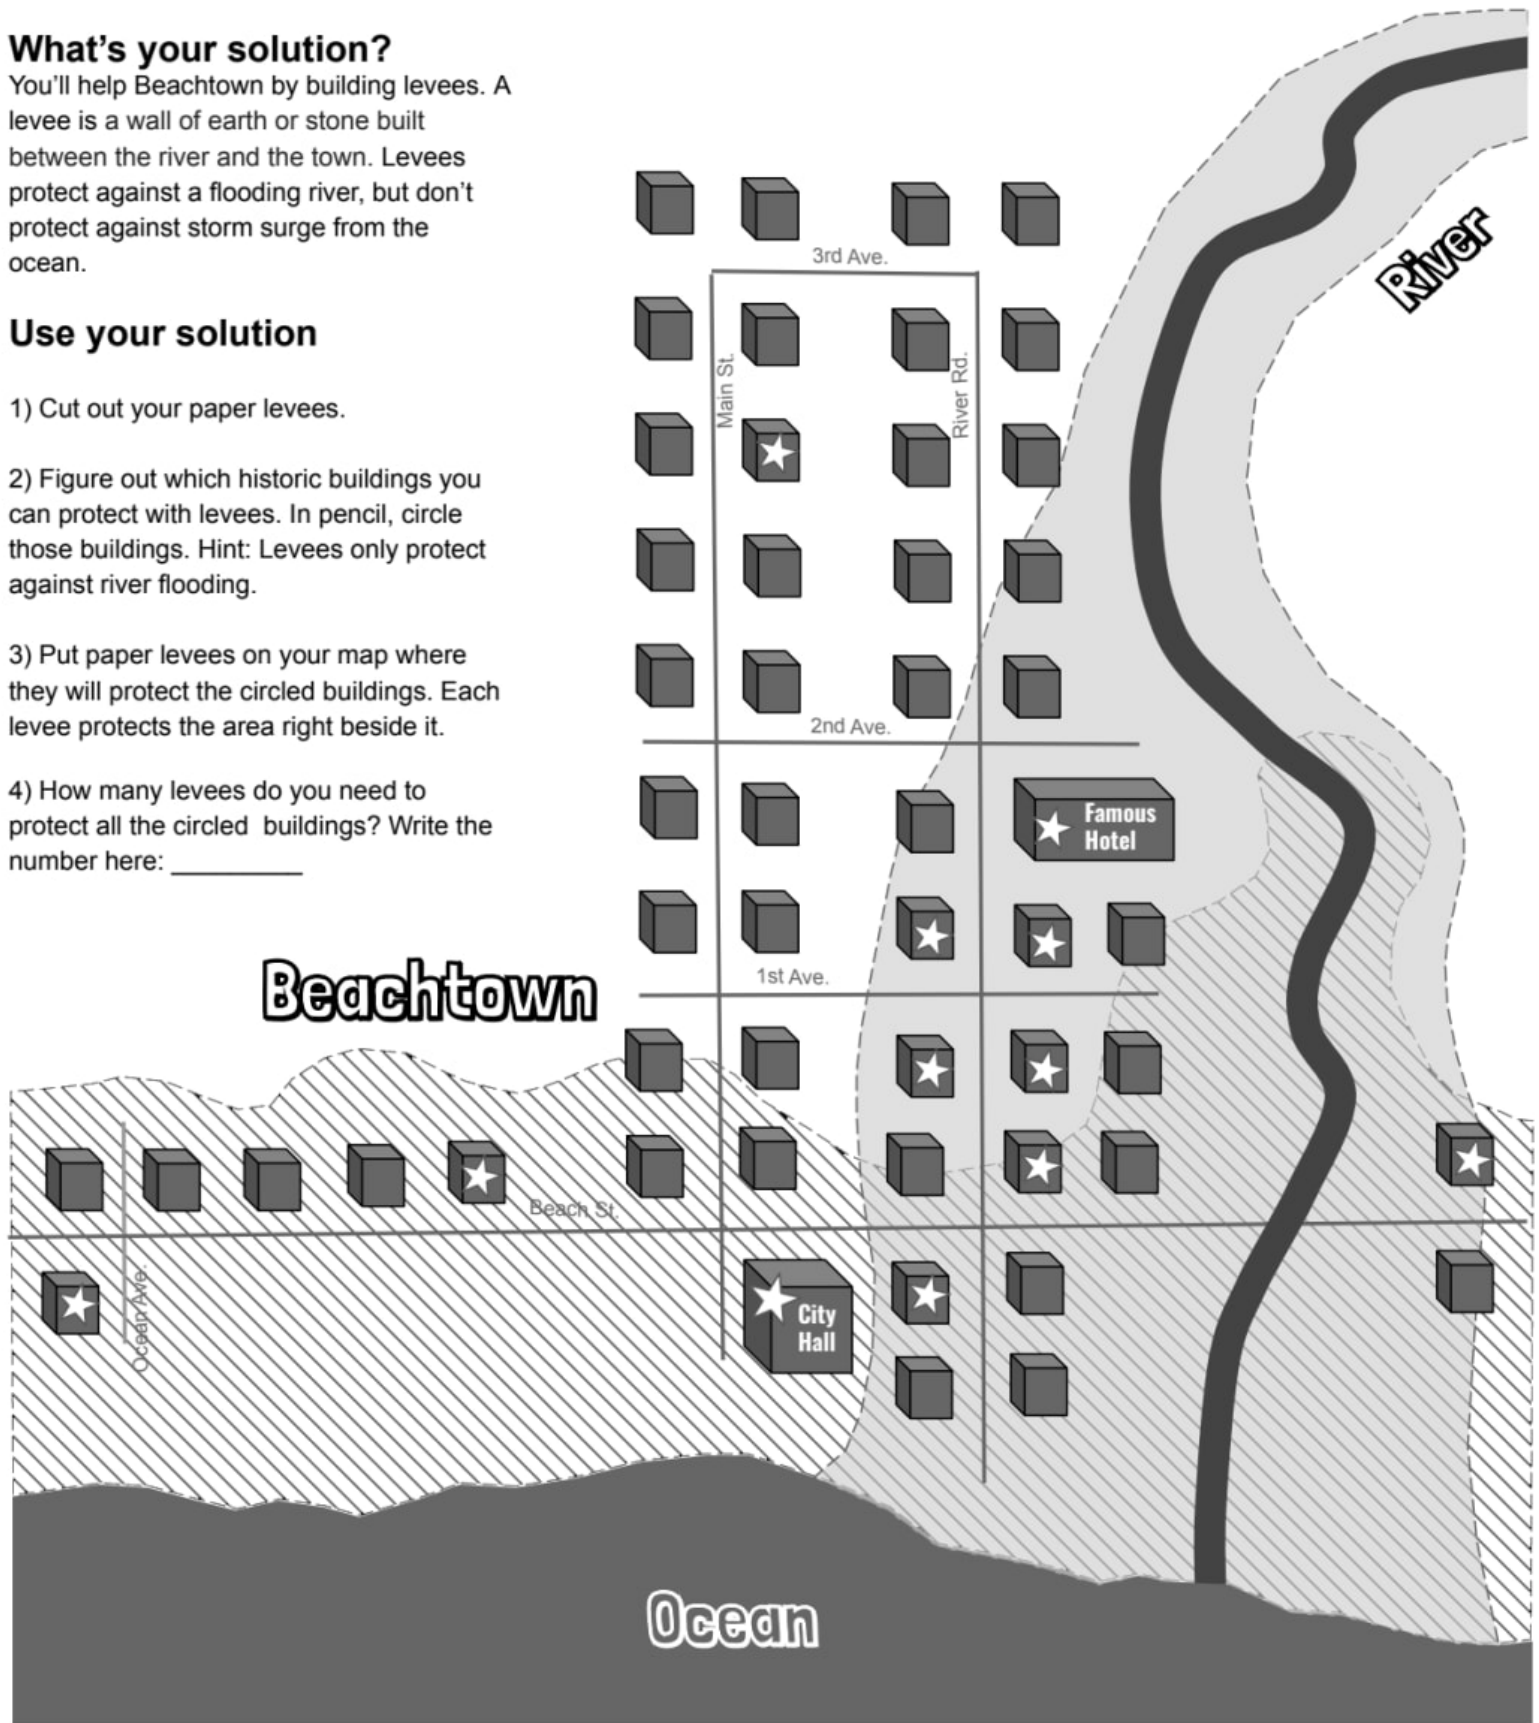 What's your solution?
You'll help Beachtown by building levees. A
levee is a wall of earth or stone built
between the river and the town. Levees
protect against a flooding river, but don't
protect against storm surge from the
ocean.
Use your solution
1) Cut out your paper levees.
2) Figure out which historic buildings you
can protect with levees. In pencil, circle
those buildings. Hint: Levees only protect
against river flooding.
3) Put paper levees on your map where
they will protect the circled buildings. Each
levee protects the area right beside it.
4) How many levees do you need to
protect all the circled  buildings? Write the
number here: _________
River
3rd Ave.
Main St.
River Rd.
2nd Ave.
Famous
Hotel
1st Ave.
Beachtown
Beach St.
Ocean Ave.
City
Hall
Ocean